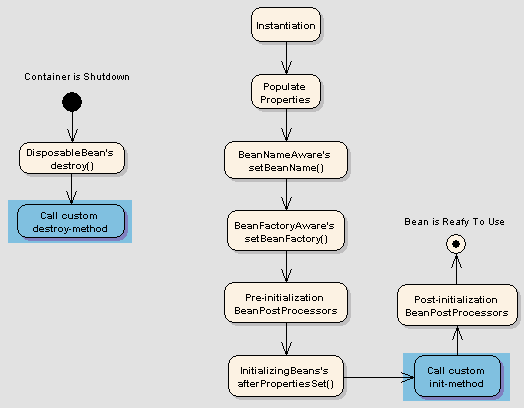 Instantiation
Container is Shutdown
Populate
Properties
DisposableBean's
destroy()
BeanNameAware's
setBeanName()
Call custom
destroy-method
BeanFactoryAware's
setBeanFactory()
Bean is Reafy To Use
Pre-initialization
BeanPostProcessors
Post-initialization
BeanPostProcessors
InitializingBeans's
afterPropertiesSet()
Call custom
init-method